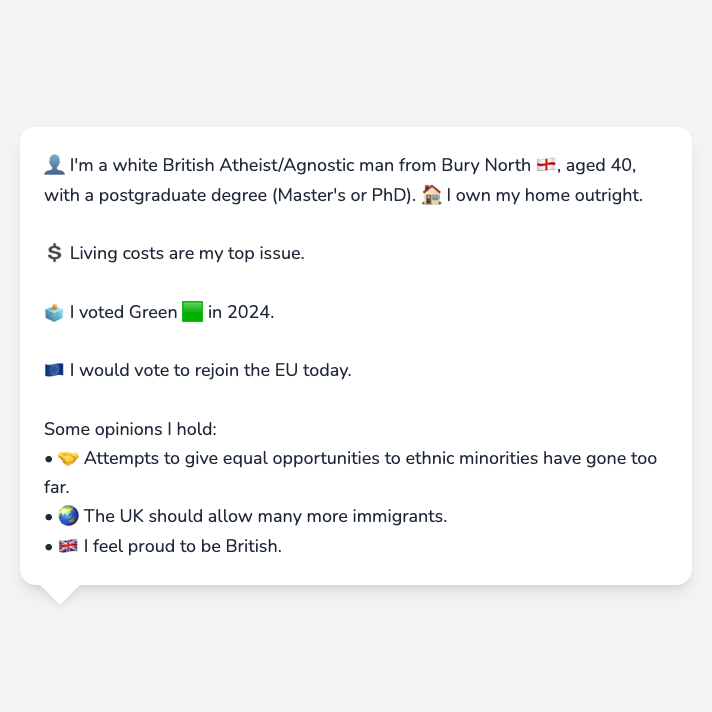 👤 I'm a white British Atheist/Agnostic man from Bury North 🏴󠁧󠁢󠁥󠁮󠁧󠁿, aged 40,
with a postgraduate degree (Master's or PhD). 🏠 I own my home outright.
💲 Living costs are my top issue.
🗳️ I voted Green 🟩 in 2024.
🇪🇺 I would vote to rejoin the EU today.
Some opinions I hold:
• 🤝 Attempts to give equal opportunities to ethnic minorities have gone too
far.
• 🌏 The UK should allow many more immigrants.
• 🇬🇧 I feel proud to be British.